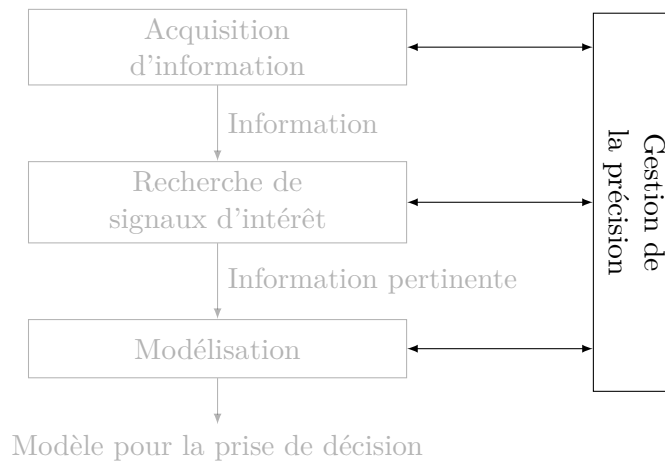 Acquisition
d'information
Information
Recherche de
signaux d'intérêt
Information pertinente
Modélisation
Modèle pour la prise de décision
Gestion de
la précision